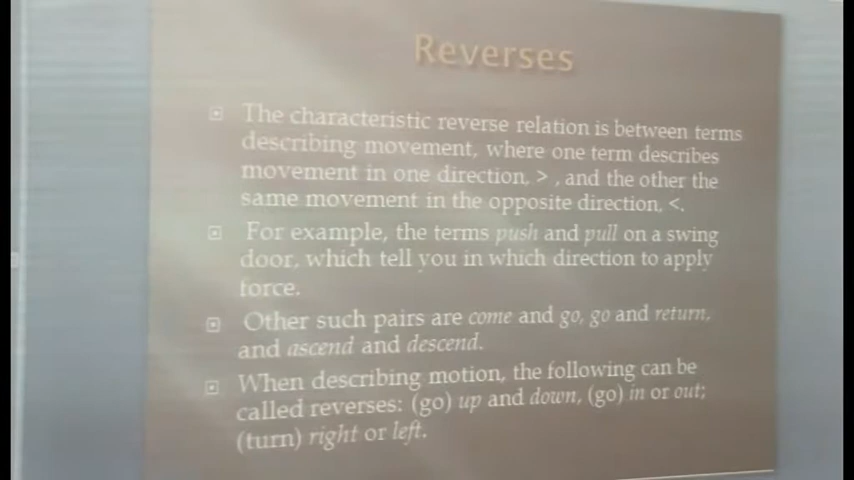 Reverses
The characteristic reverse relation is between terms
describing movement, where one term describes
movement in one direction, > , and the other the
same movement in the opposite direction, <.
For example, the terms push and pull on a swing
door, which tell you in which direction to apply
force.
Other such pairs are come and go, go and return,
and ascend and descend.
When describing motion, the following can be
called reverses: (go) up and down, (go) in or out;
(turn) right or left.